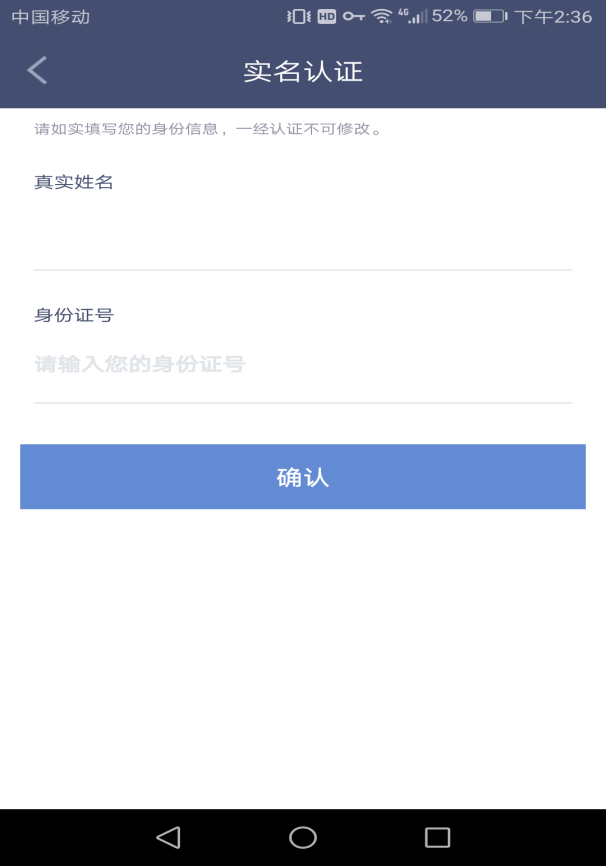 中国移动 HD 4G 52% 下午2:36
实名认证
请如实填写您的身份信息，一经认证不可修改。
真实姓名
身份证号
请输入您的身份证号
确认